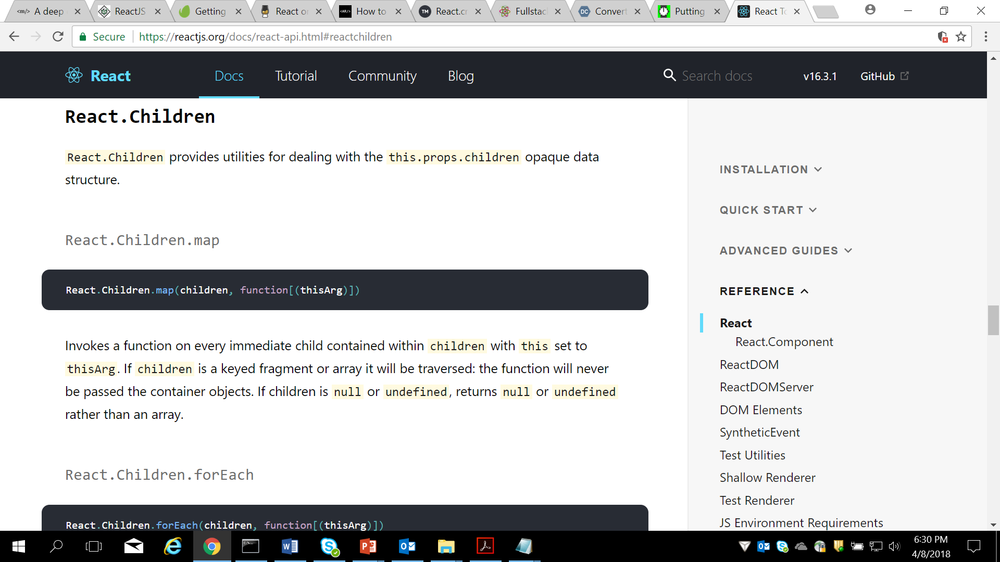 <m/> A deep
ReactJS
Getting
React or
<AR/> How to
TM React.cr
Fullstac
DC Convert
Putting
React To
Secure https://reactjs.org/docs/react-api.html#reactchildren
React Docs Tutorial Community Blog Search docs v16.3.1 GitHub
React.Children
React.Children provides utilities for dealing with the this.props.children opaque data
structure.
React.Children.map
React.Children.map(children, function[(thisArg)])
Invokes a function on every immediate child contained within children with this set to
thisArg. If children is a keyed fragment or array it will be traversed: the function will never
be passed the container objects. If children is null or undefined, returns null or undefined
rather than an array.
React.Children.forEach
React.Children.forEach(children, function[(thisArg)])
INSTALLATION
QUICK START
ADVANCED GUIDES
REFERENCE
React
React.Component
ReactDOM
ReactDOMServer
DOM Elements
SyntheticEvent
Test Utilities
Shallow Renderer
Test Renderer
JS Environment Requirements
6:30 PM
4/8/2018